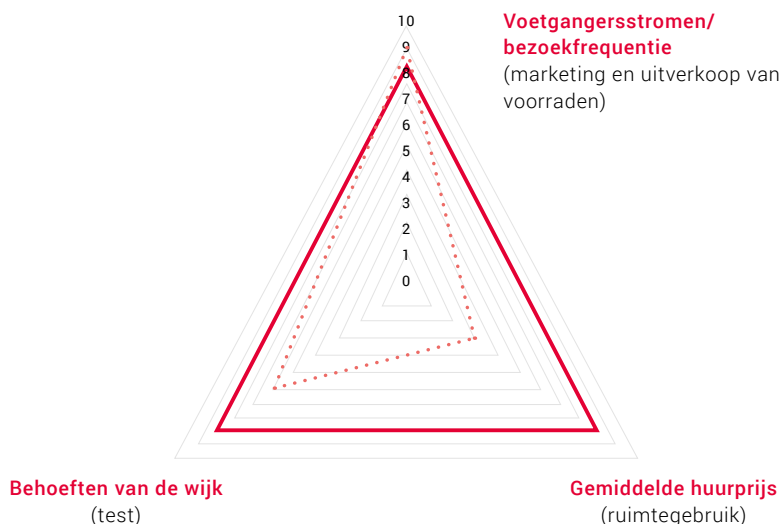 10
9
8
7
6
5
4
3
2
1
0
Voetgangersstromen/
bezoekfrequentie
(marketing en uitverkoop van
voorraden)
Behoeften van de wijk
(test)
Gemiddelde huurprijs
(ruimtegebruik)